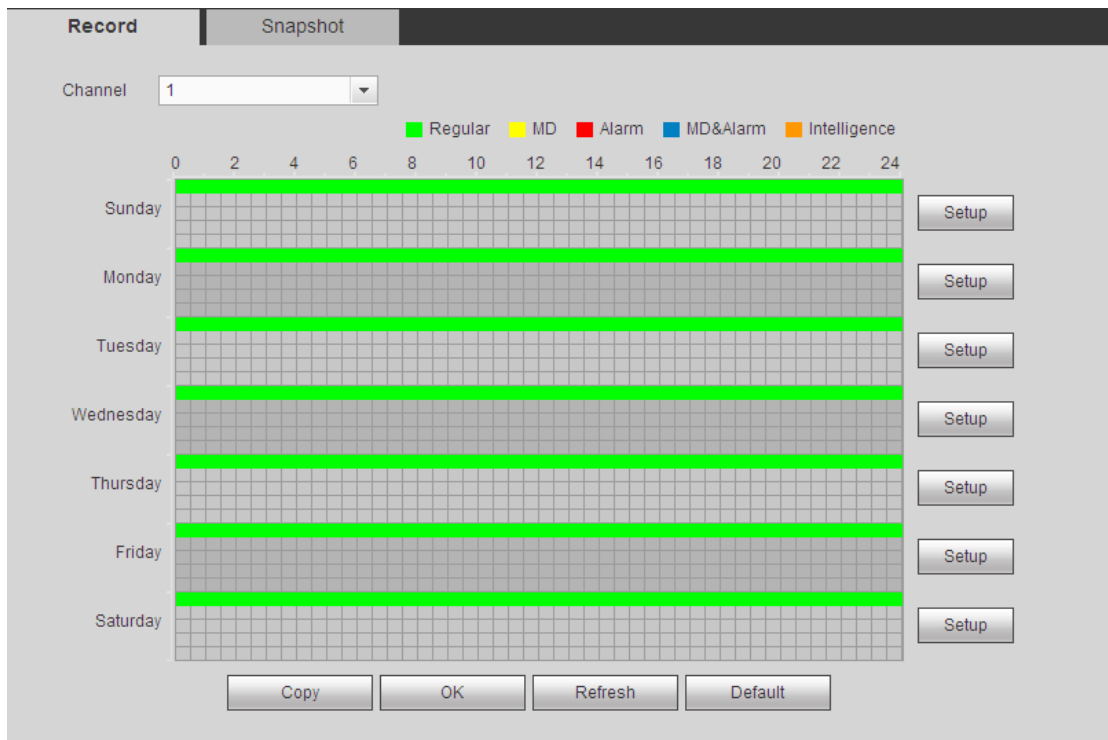 Record Snapshot
Channel 1
Regular MD Alarm MD&Alarm Intelligence
0 2 4 6 8 10 12 14 16 18 20 22 24
Sunday Setup
Monday Setup
Tuesday Setup
Wednesday Setup
Thursday Setup
Friday Setup
Saturday Setup
Copy OK Refresh Default